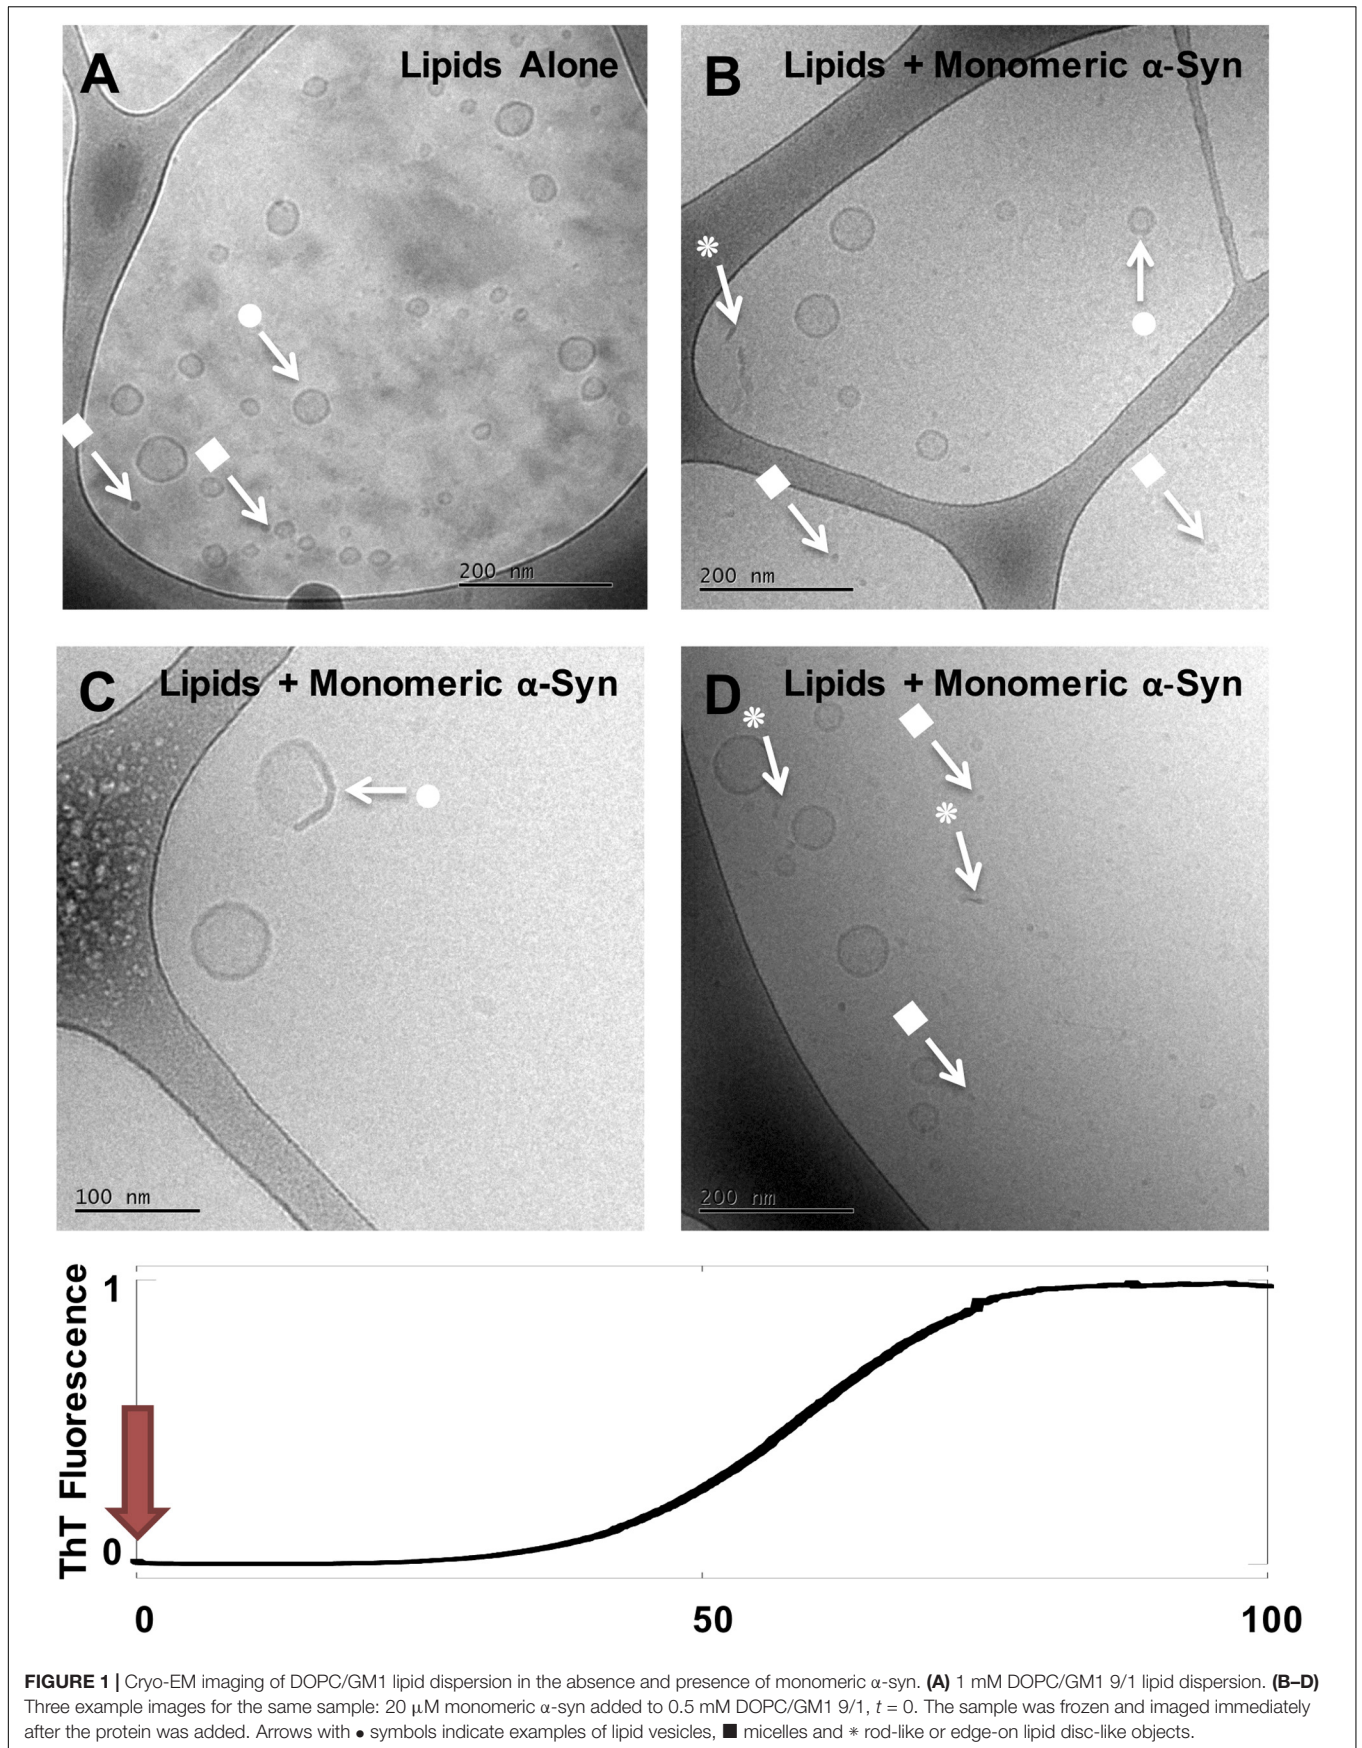 A Lipids Alone
B Lipids + Monomeric α-Syn
200 nm
200 nm
C Lipids + Monomeric α-Syn
D Lipids + Monomeric α-Syn
100 nm
200 nm
ThT Fluorescence
1
0
0 50 100
FIGURE 1 | Cryo-EM imaging of DOPC/GM1 lipid dispersion in the absence and presence of monomeric α-syn. (A) 1 mM DOPC/GM1 9/1 lipid dispersion. (B–D)
Three example images for the same sample: 20 μM monomeric α-syn added to 0.5 mM DOPC/GM1 9/1, t = 0. The sample was frozen and imaged immediately
after the protein was added. Arrows with • symbols indicate examples of lipid vesicles, ■ micelles and * rod-like or edge-on lipid disc-like objects.